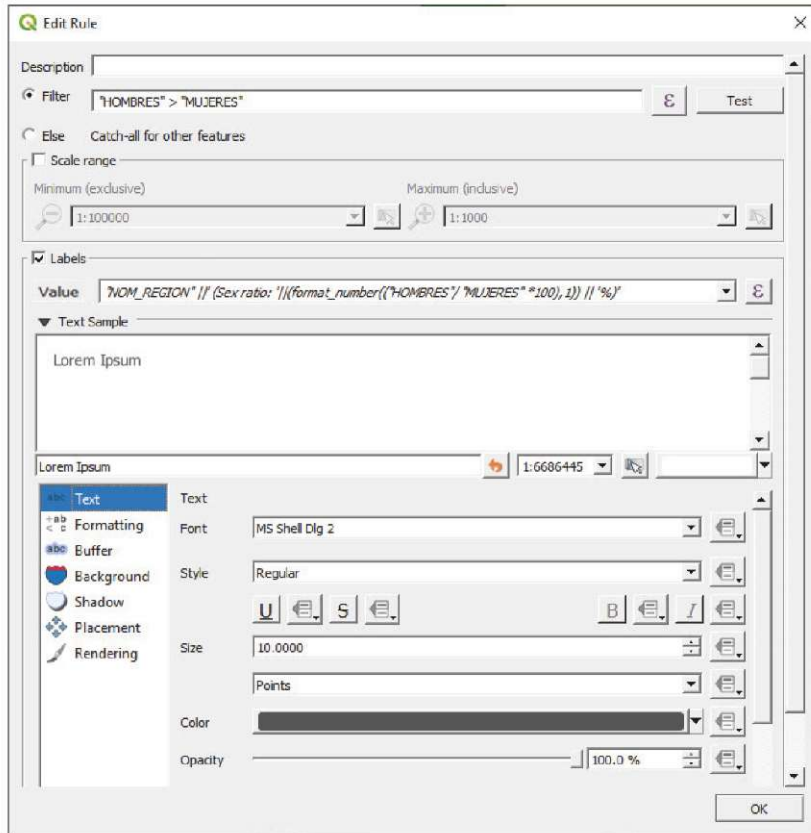 Edit Rule
Description
Filter "HOMBRES" > "MUJERES" ε Test
Else Catch-all for other features
Scale range
Minimum (exclusive) Maximum (inclusive)
1:100000 1:1000
Labels
Value "NOM_REGION" ||' (Sex ratio: '||(format_number(("HOMBRES"/ "MUJERES" *100), 1)) || '%)' ε
Text Sample
Lorem Ipsum
Lorem Ipsum 1:6686445
abc Text
Text
+ab < c Formatting
Font MS Shell Dlg 2
abc Buffer
Background
Style Regular
Shadow
U S B I
Placement
Rendering
Size 10.0000
Points
Color
Opacity 100.0 %
OK